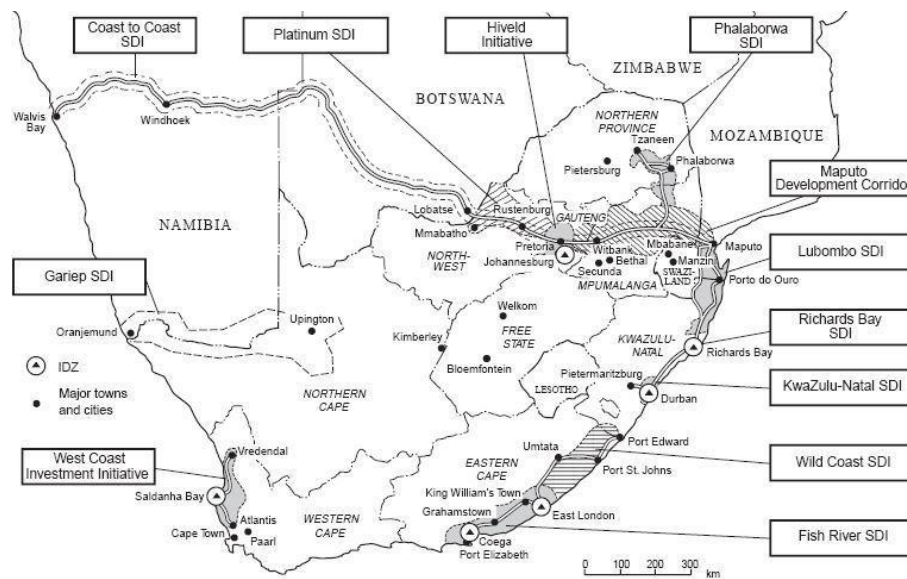 Coast to Coast
SDI
Platinum SDI
Hiveld
Initiative
Phalaborwa
SDI
ZIMBABWE
BOTSWANA
MOZAMBIQUE
NORTHERN
PROVINCE
Walvis
Bay
Windhoek
Tzaneen
Phalaborwa
Pietersburg
Maputo
Development Corridor
NAMIBIA
Lobatse
Rustenburg
GAUTENG
Mmabatho
Pretoria
Witbank
Mbabane
Maputo
Lubombo SDI
NORTH-
WEST
Johannesburg
Bethal
Manzin
Secunda
SWAZI-
LAND
MPUMALANGA
Porto do Ouro
Gariep SDI
Oranjemund
Upington
Welkom
Kimberley
FREE
STATE
KWAZULU-
NATAL
Richards Bay
SDI
Richards Bay
IDZ
Bloemfontein
Pietermaritzburg
LESOTHO
KwaZulu-Natal SDI
Major towns
and cities
NORTHERN
CAPE
Durban
West Coast
Investment Initiative
Vredendal
Port Edward
Umtata
EASTERN
CAPE
Port St. Johns
Wild Coast SDI
Saldanha Bay
King William's Town
Grahamstown
East London
Atlantis
Cape Town
Paarl
WESTERN
CAPE
Coega
Port Elizabeth
Fish River SDI
0 100 200 300
km